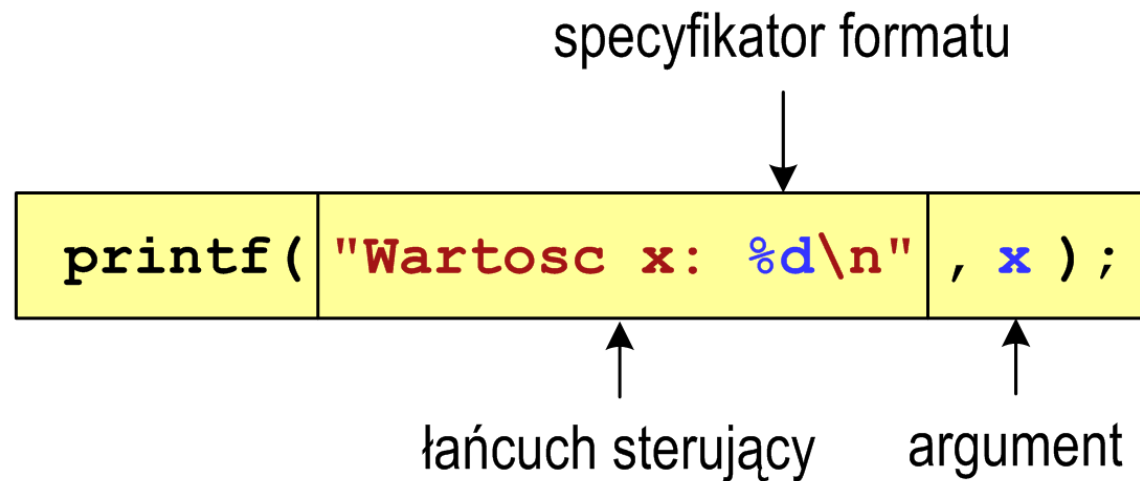 specyfikator formatu
printf("Wartosc x: %d\n", x);
łańcuch sterujący
argument